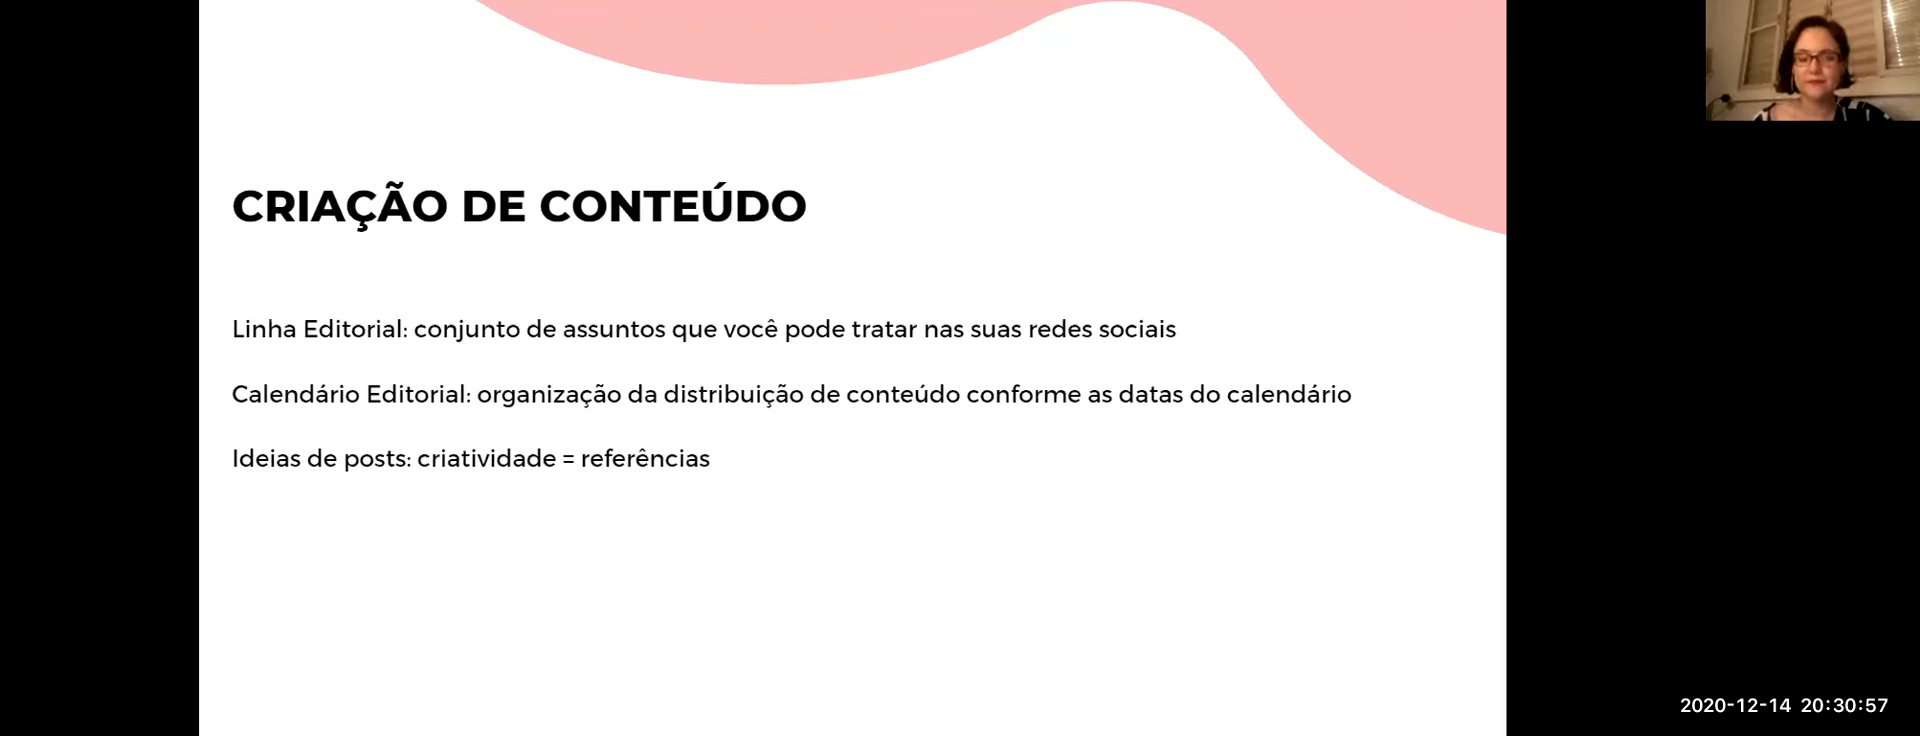 CRIAÇÃO DE CONTEÚDO
Linha Editorial: conjunto de assuntos que você pode tratar nas suas redes sociais
Calendário Editorial: organização da distribuição de conteúdo conforme as datas do calendário
Ideias de posts: criatividade = referências
2020-12-14 20:30:57